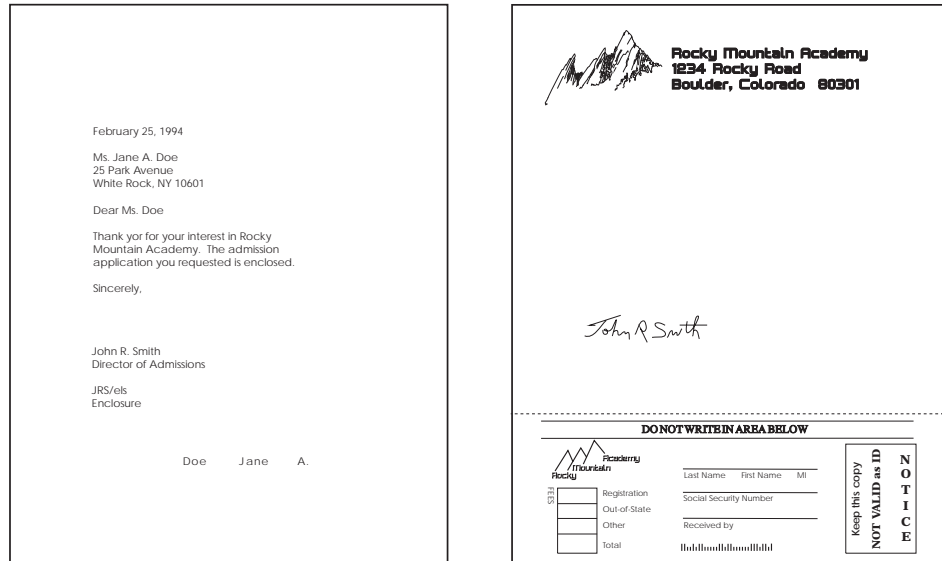 February 25, 1994
Ms. Jane A. Doe
25 Park Avenue
White Rock, NY 10601
Dear Ms. Doe
Thank yor for your interest in Rocky
Mountain Academy. The admission
application you requested is enclosed.
Sincerely,
John R. Smith
Director of Admissions
JRS/els
Enclosure
Doe Jane A.
Rocky Mountain Academy
1234 Rocky Road
Boulder, Colorado 80301
John R Smith
DO NOT WRITE IN AREA BELOW
Academy
Mountain
Rocky
FEES
Registration
Out-of-State
Other
Total
Last Name First Name MI
Social Security Number
Received by
Keep this copy
NOT VALID as ID
NOTICE